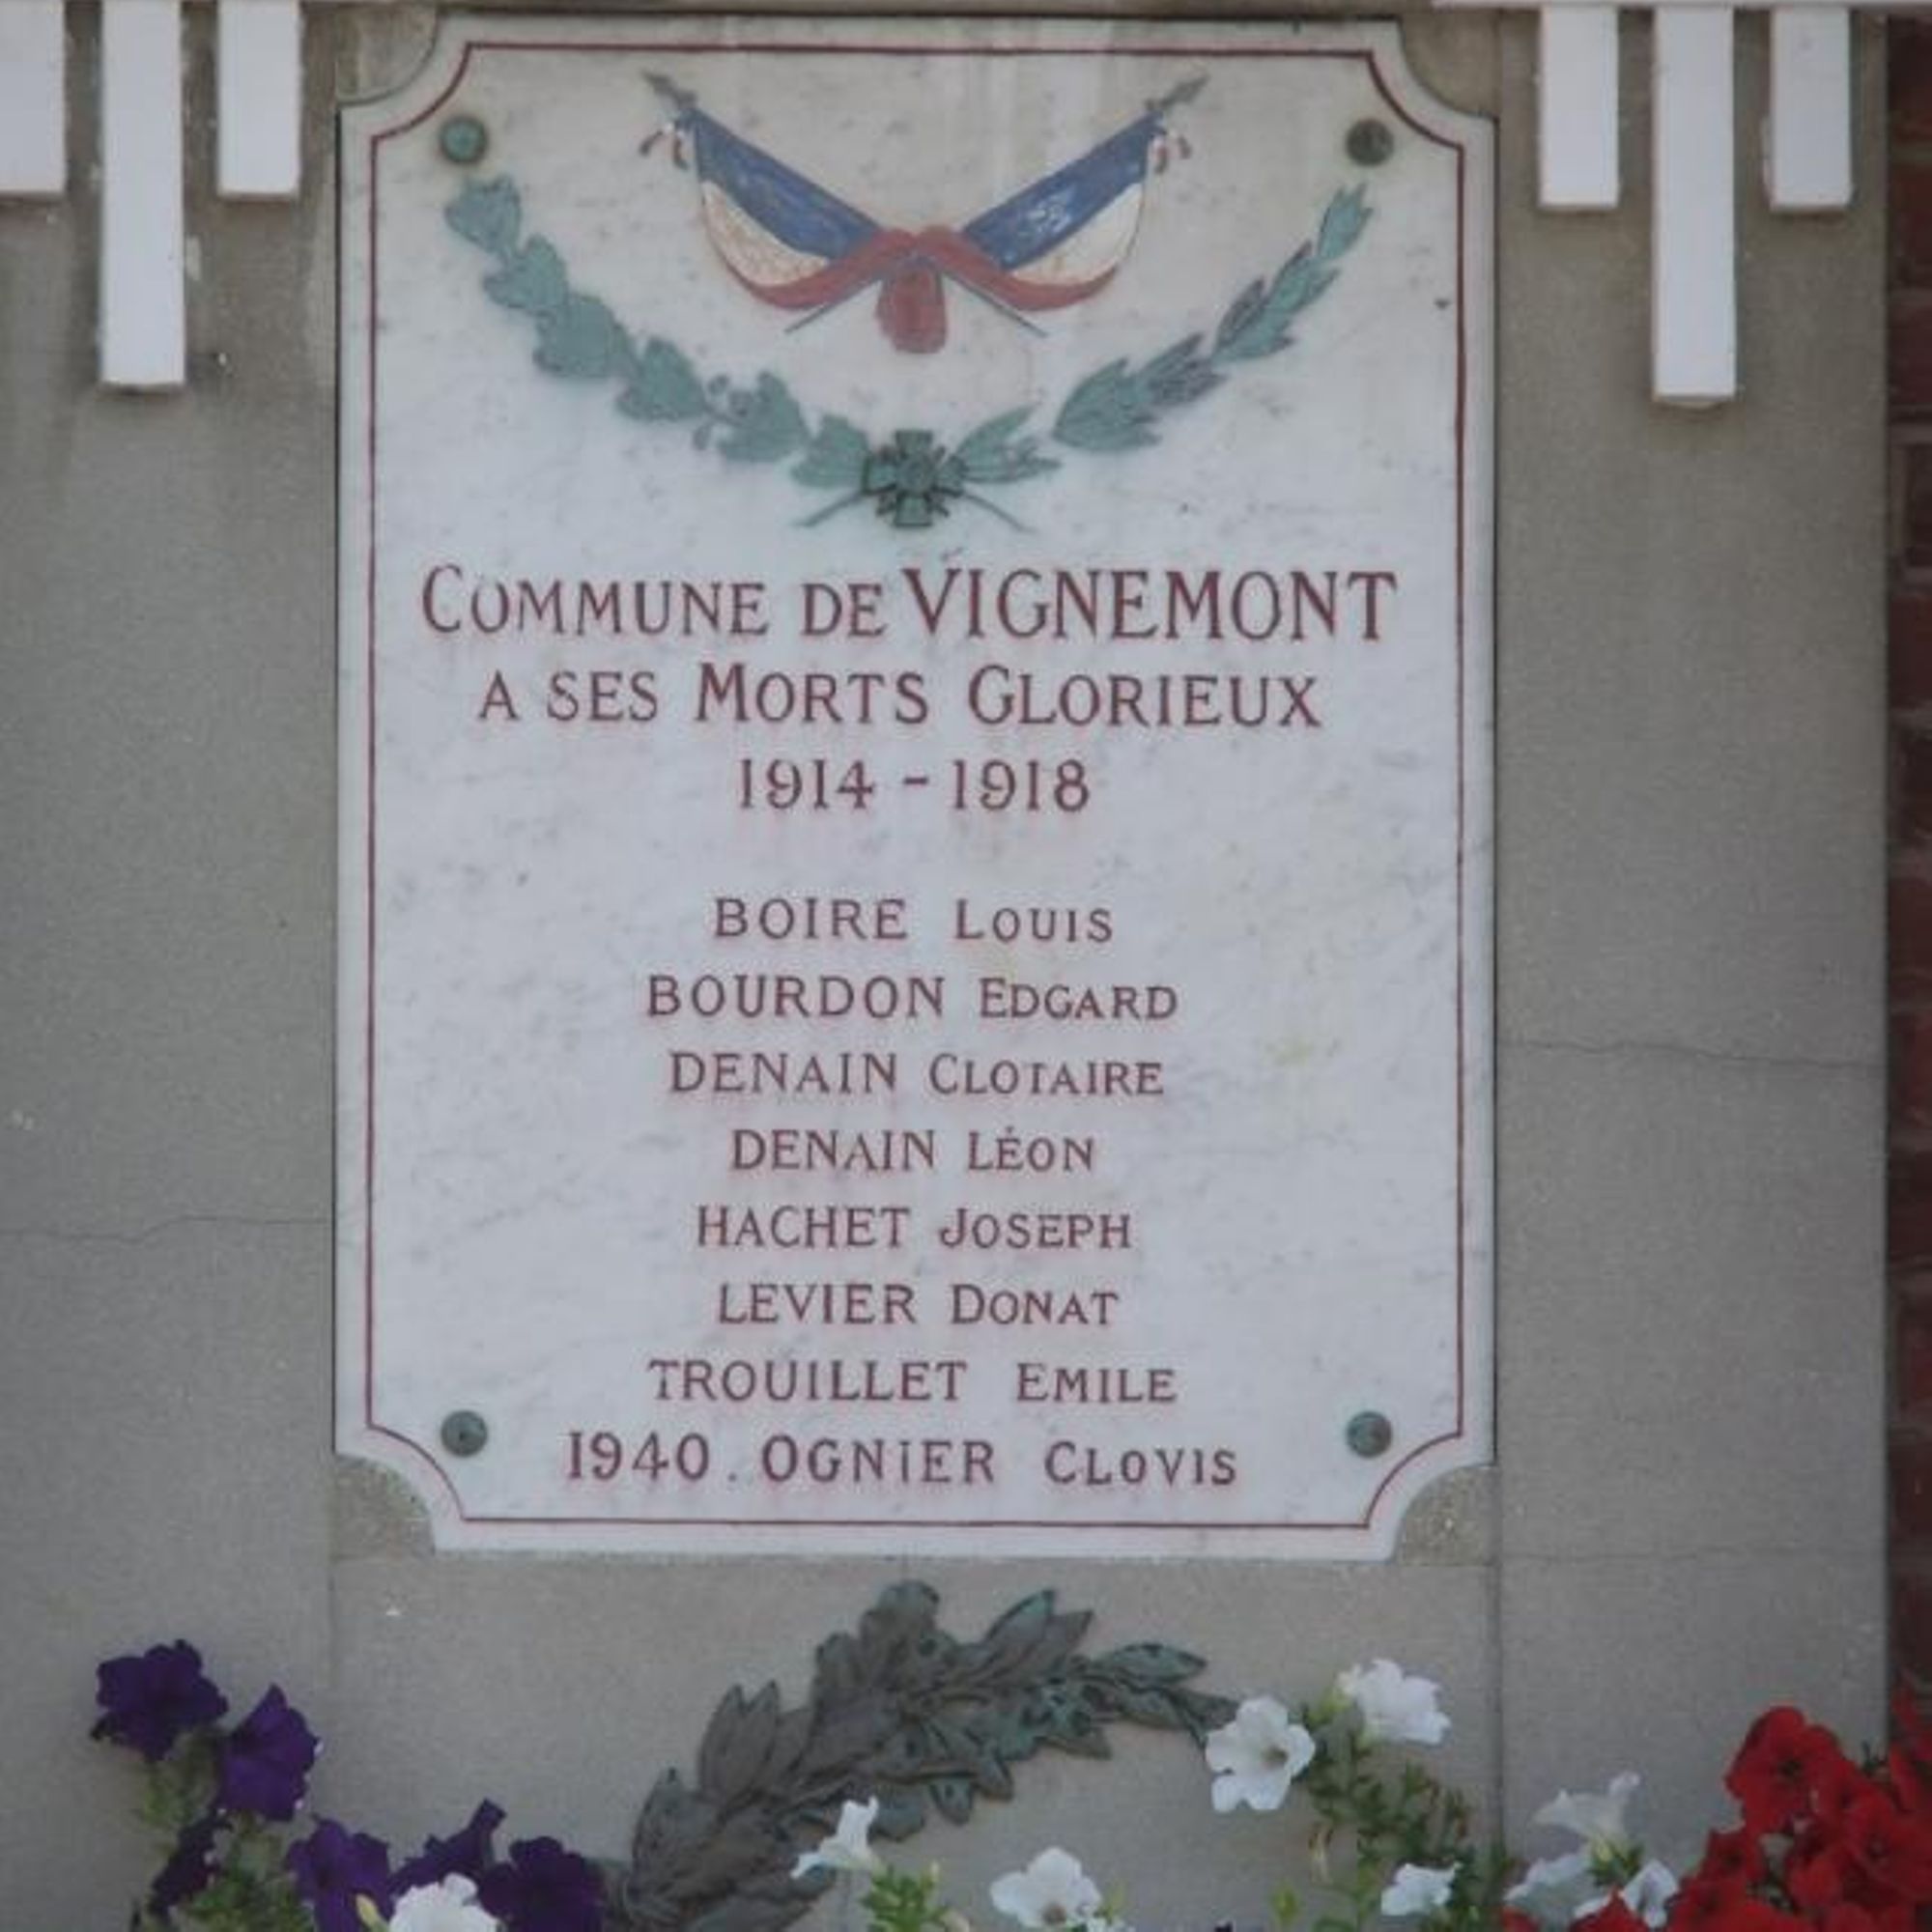 COMMUNE DE VIGNEMONT
A SES MORTS GLORIEUX
1914 - 1918
BOIRE LOUIS
BOURDON EDGARD
DENAIN CLOTAIRE
DENAIN LÉON
HACHET JOSEPH
LEVIER DONAT
TROUILLET EMILE
1940 . OGNIER CLOVIS